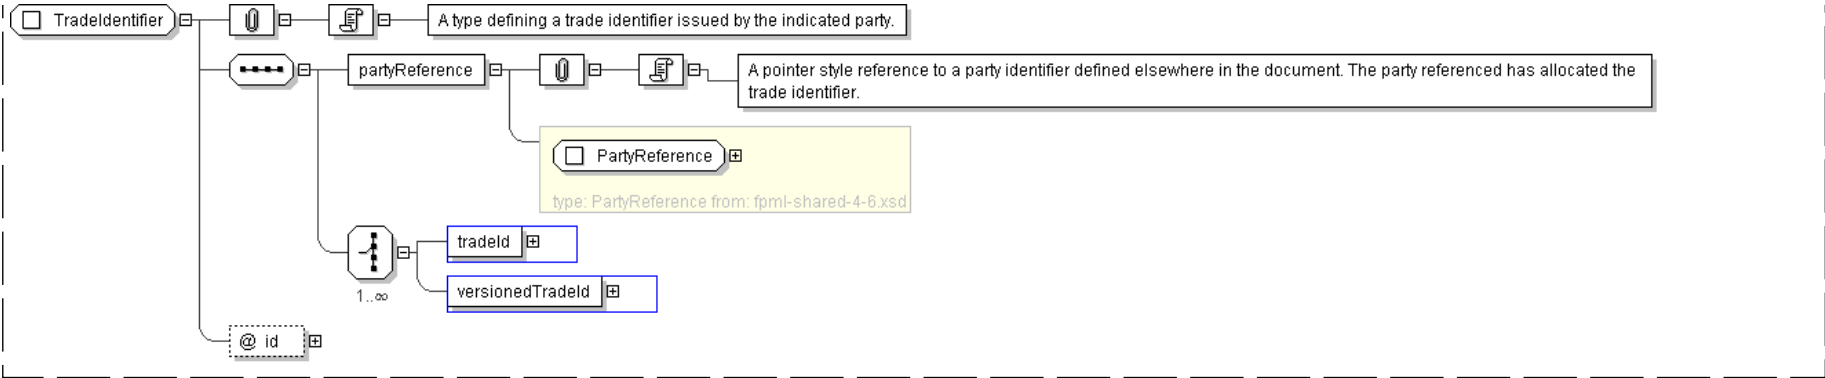 TradeIdentifier
A type defining a trade identifier issued by the indicated party.
partyReference
A pointer style reference to a party identifier defined elsewhere in the document. The party referenced has allocated the
trade identifier.
PartyReference
type: PartyReference from: fpml-shared-4-6.xsd
tradeId
versionedTradeId
1..∞
@ id